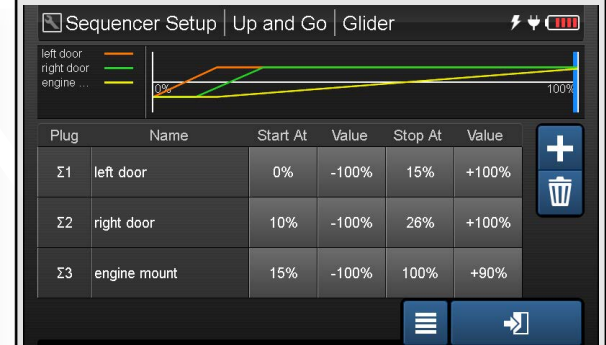 Sequencer Setup | Up and Go | Glider
left door
right door
engine ...
0% 100%
Plug Name Start At Value Stop At Value
Σ1 left door 0% -100% 15% +100%
Σ2 right door 10% -100% 26% +100%
Σ3 engine mount 15% -100% 100% +90%